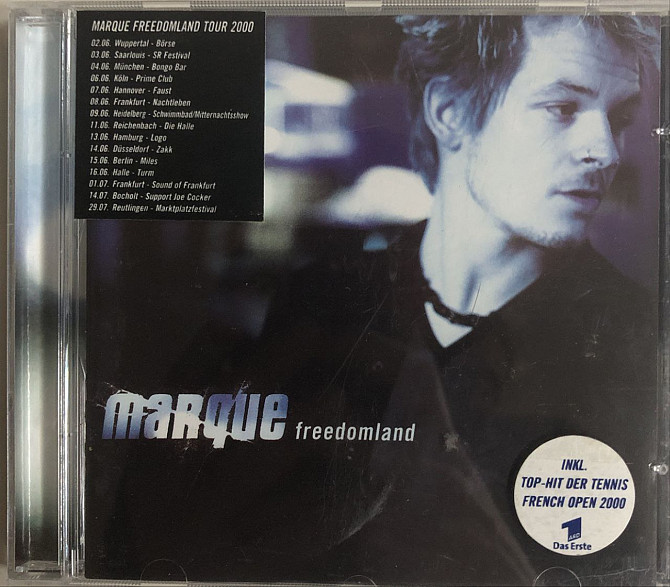 MARQUE FREEDOMLAND TOUR 2000
02.06. Wuppertal - Börse
03.06. Saarlouis - SR Festival
04.06. München - Bongo Bar
06.06. Köln - Prime Club
07.06. Hannover - Faust
08.06. Frankfurt - Nachtleben
09.06. Heidelberg - Schwimmbad/Mitternachtsshow
11.06. Reichenbach - Die Halle
13.06. Hamburg - Logo
14.06. Düsseldorf - Zakk
15.06. Berlin - Miles
16.06. Halle - Turm
01.07. Frankfurt - Sound of Frankfurt
14.07. Bocholt - Support Joe Cocker
29.07. Reutlingen - Marktplatzfestival
marque freedomland
INKL.
TOP-HIT DER TENNIS
FRENCH OPEN 2000
1
ARD
Das Erste